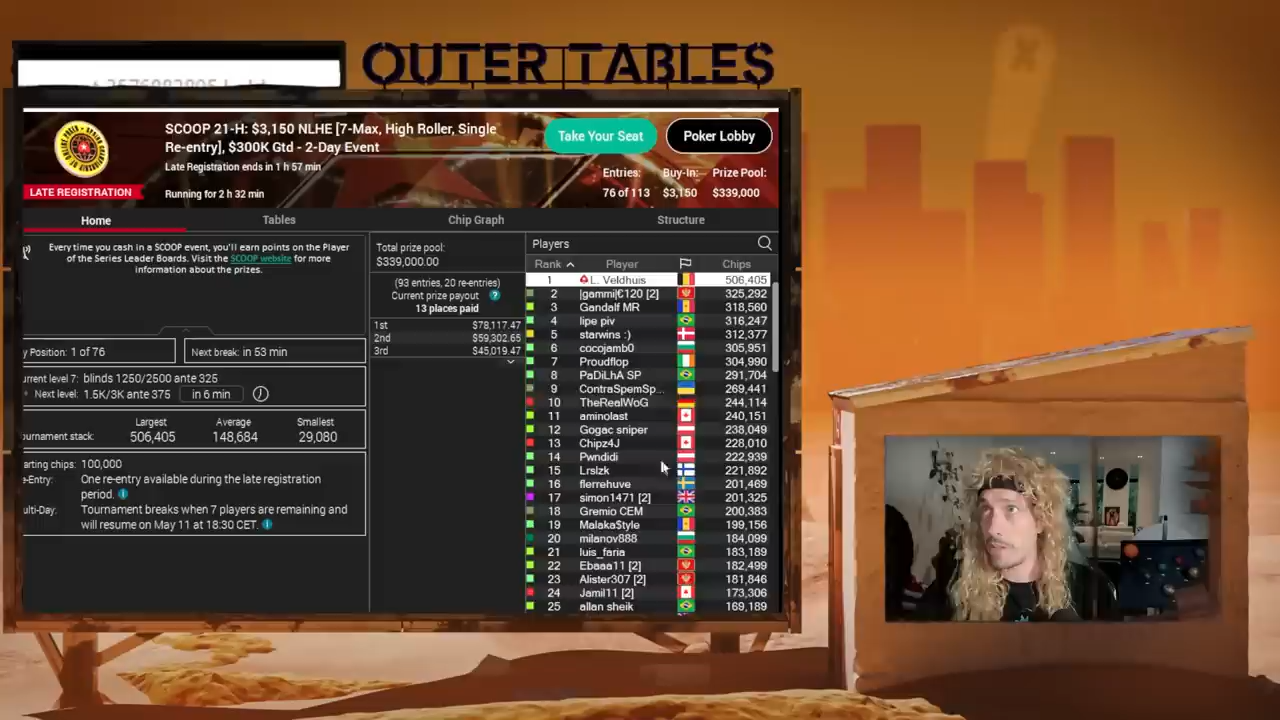 OUTER TABLES
SCOOP 21-H: $3,150 NLHE [7-Max, High Roller, Single
Re-entry], $300K Gtd - 2-Day Event
Late Registration ends in 1 h 57 min
LATE REGISTRATION
Running for 2 h 32 min
Take Your Seat
Poker Lobby
Entries: Buy-In: Prize Pool:
76 of 113 $3,150 $339,000
Home Tables Chip Graph Structure
Every time you cash in a SCOOP event, you'll earn points on the Player
of the Series Leader Boards. Visit the SCOOP website for more
information about the prizes.
y Position: 1 of 76
Next break: in 53 min
urrent level 7: blinds 1250/2500 ante 325
Next level: 1.5K/3K ante 375 in 6 min
Largest Average Smallest
ournament stack: 506,405 148,684 29,080
arting chips: 100,000
e-Entry: One re-entry available during the late registration
period.
ulti-Day: Tournament breaks when 7 players are remaining and
will resume on May 11 at 18:30 CET.
Total prize pool:
$339,000.00
(93 entries, 20 re-entries)
Current prize payout
13 places paid
1st $78,117.47
2nd $59,302.65
3rd $45,019.47
Players
Rank Player Chips
1 L. Veldhuis 506,405
2 |gammi|€120 [2] 325,292
3 Gandalf MR 318,560
4 lipe piv 316,247
5 starwins :) 312,377
6 cocojamb0 305,951
7 Proudflop 304,990
8 PaDiLhA SP 291,704
9 ContraSpemSp... 269,441
10 TheRealWoG 244,114
11 aminolast 240,151
12 Gogac sniper 238,049
13 Chipz4J 228,010
14 Pwndidi 222,939
15 Lrslzk 221,892
16 flerrehuve 201,469
17 simon1471 [2] 201,325
18 Gremio CEM 200,383
19 Malaka$tyle 199,156
20 milanov888 184,099
21 luis_faria 183,189
22 Ebaaa11 [2] 182,499
23 Alister307 [2] 181,846
24 Jamil11 [2] 173,306
25 allan sheik 169,189